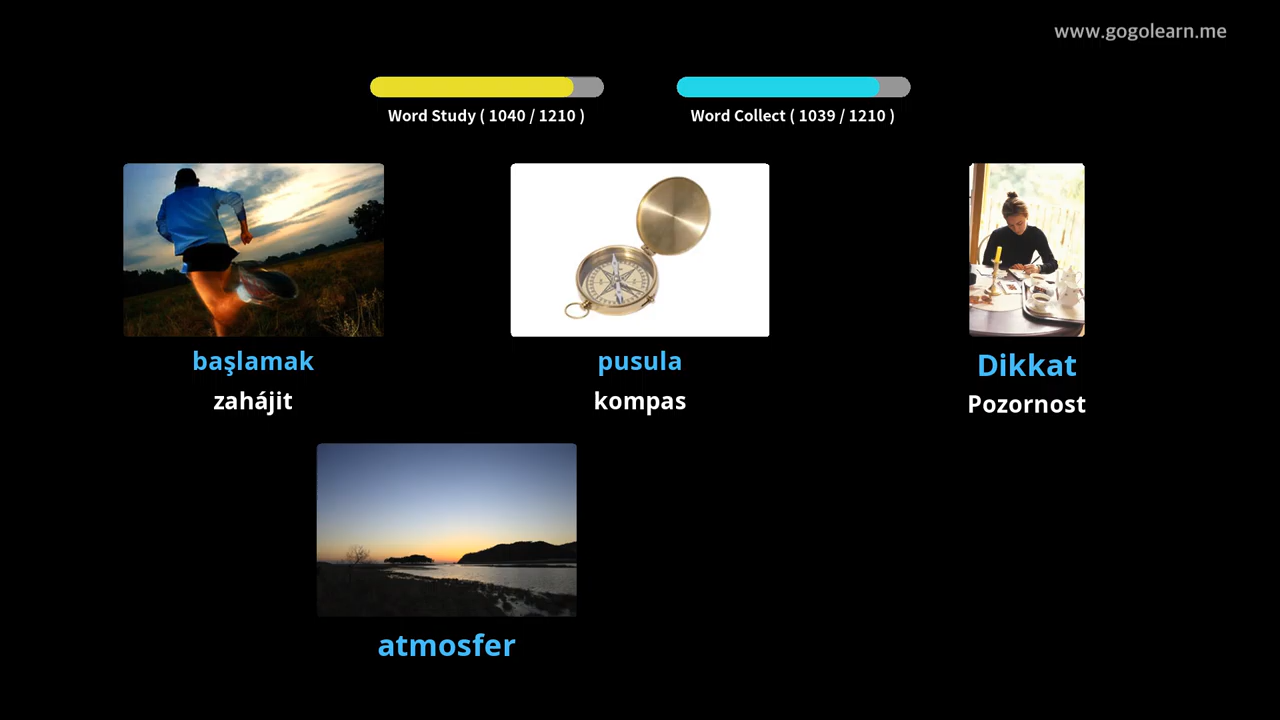 www.gogolearn.me
Word Study ( 1040 / 1210 )
Word Collect ( 1039 / 1210 )
başlamak
zahájit
pusula
kompas
Dikkat
Pozornost
atmosfer